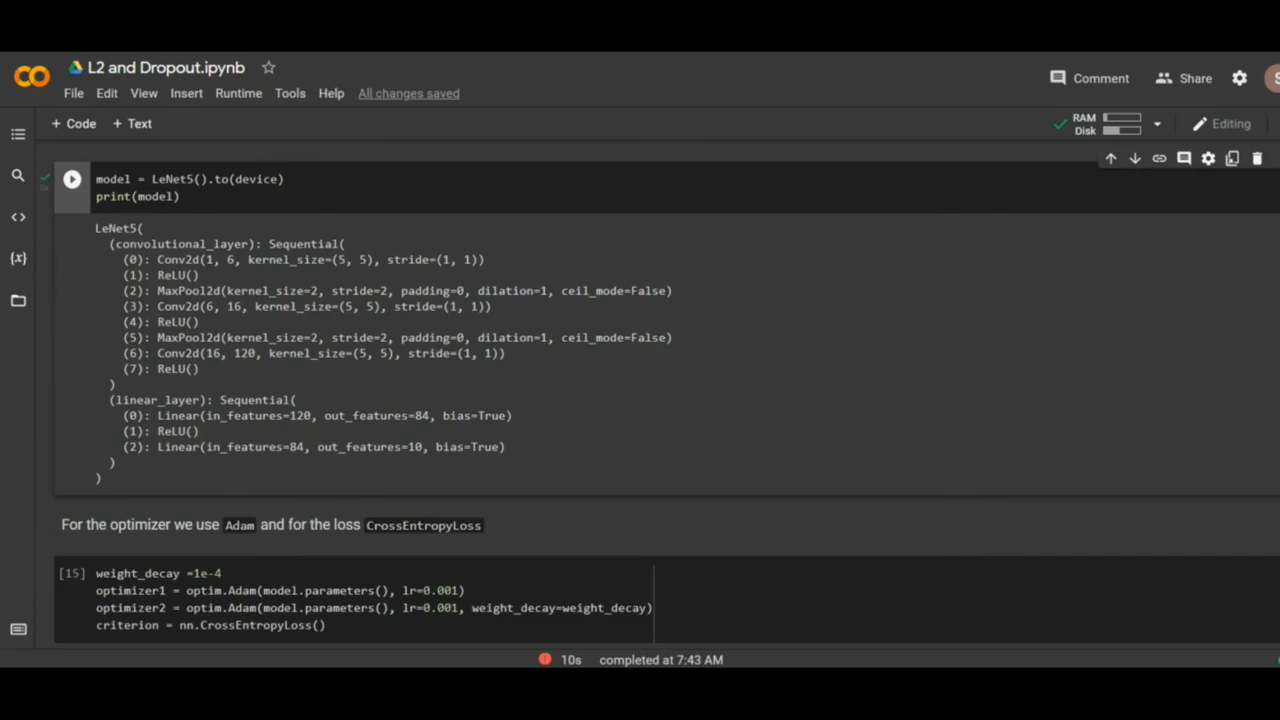 L2 and Dropout.ipynb
Comment
Share
File Edit View Insert Runtime Tools Help All changes saved
+ Code + Text
RAM
Disk
Editing
model = LeNet5().to(device)
print(model)
LeNet5(
(convolutional_layer): Sequential(
(0): Conv2d(1, 6, kernel_size=(5, 5), stride=(1, 1))
(1): ReLU()
(2): MaxPool2d(kernel_size=2, stride=2, padding=0, dilation=1, ceil_mode=False)
(3): Conv2d(6, 16, kernel_size=(5, 5), stride=(1, 1))
(4): ReLU()
(5): MaxPool2d(kernel_size=2, stride=2, padding=0, dilation=1, ceil_mode=False)
(6): Conv2d(16, 120, kernel_size=(5, 5), stride=(1, 1))
(7): ReLU()
)
(linear_layer): Sequential(
(0): Linear(in_features=120, out_features=84, bias=True)
(1): ReLU()
(2): Linear(in_features=84, out_features=10, bias=True)
)
)
For the optimizer we use Adam and for the loss CrossEntropyLoss
[15] weight_decay =1e-4
optimizer1 = optim.Adam(model.parameters(), lr=0.001)
optimizer2 = optim.Adam(model.parameters(), lr=0.001, weight_decay=weight_decay)
criterion = nn.CrossEntropyLoss()
10s completed at 7:43 AM